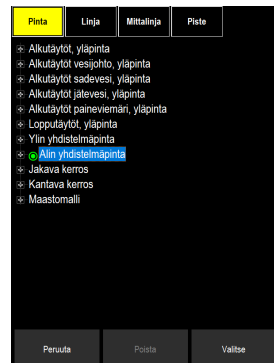 Pinta Linja Mittalinja Piste
Alkutäytöt, yläpinta
Alkutäytöt vesijohto, yläpinta
Alkutäytöt sadevesi, yläpinta
Alkutäytöt jätevesi, yläpinta
Alkutäytöt paineviemäri, yläpinta
Lopputäytöt, yläpinta
Ylin yhdistelmäpinta
Alin yhdistelmäpinta
Jakava kerros
Kantava kerros
Maastomalli
Peruuta Poista Valitse